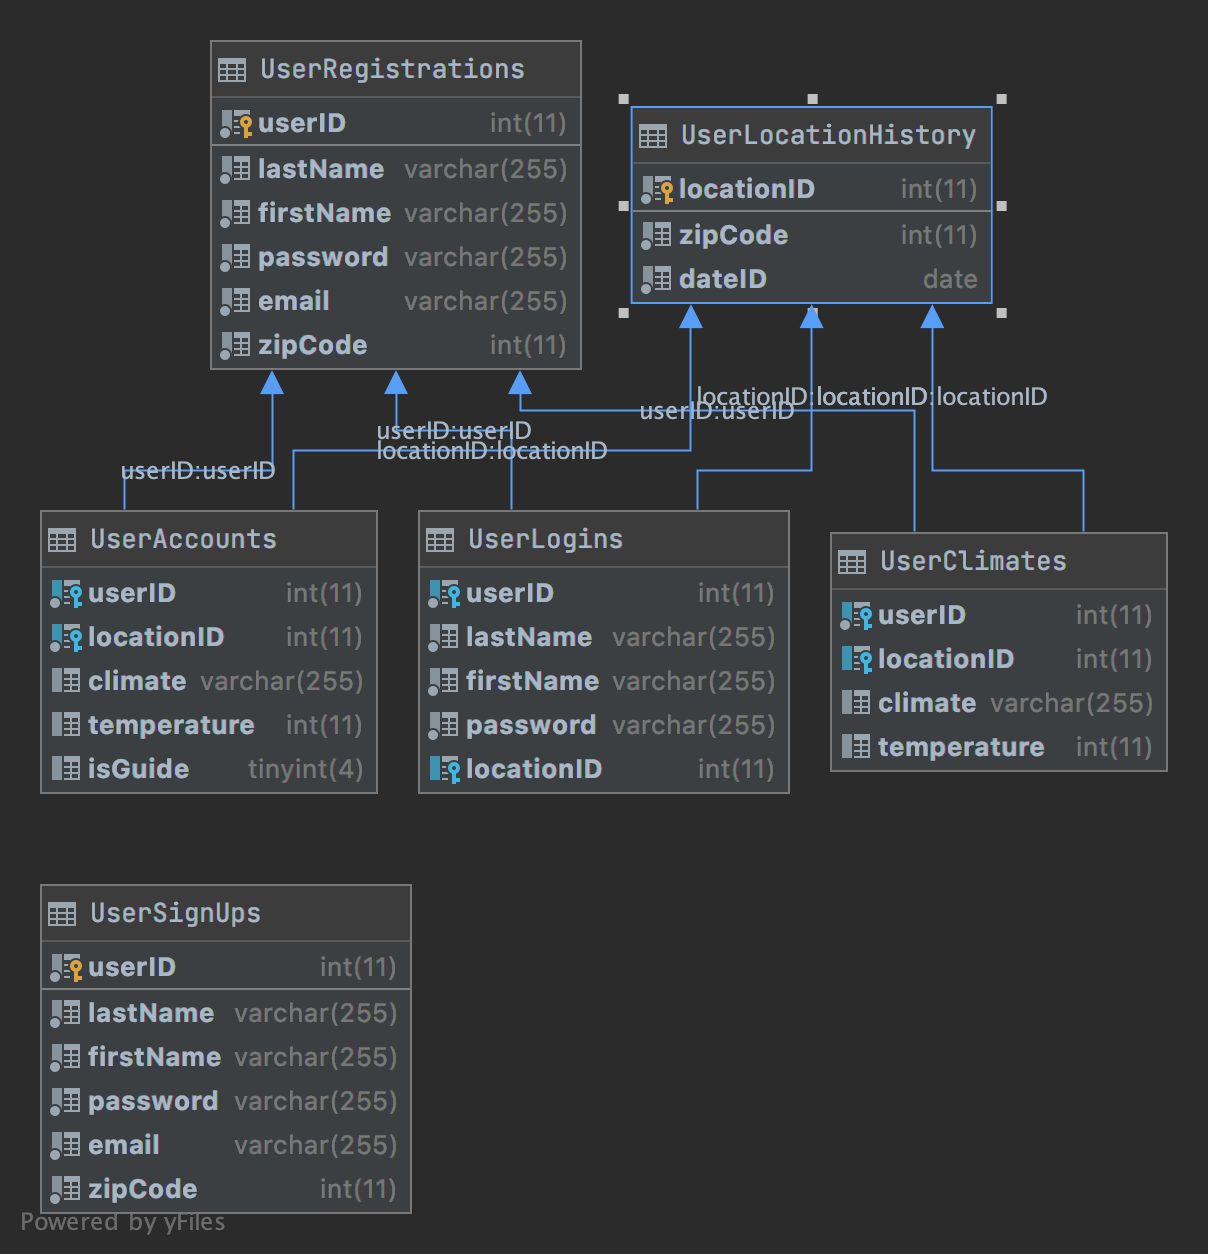 UserRegistrations
userID int(11)
lastName varchar(255)
firstName varchar(255)
password varchar(255)
email varchar(255)
zipCode int(11)
UserLocationHistory
locationID int(11)
zipCode int(11)
dateID date
locationID:locationID:locationID
userID:userID
userID:userID
locationID:locationID
userID:userID
UserAccounts
userID int(11)
locationID int(11)
climate varchar(255)
temperature int(11)
isGuide tinyint(4)
UserLogins
userID int(11)
lastName varchar(255)
firstName varchar(255)
password varchar(255)
locationID int(11)
UserClimates
userID int(11)
locationID int(11)
climate varchar(255)
temperature int(11)
UserSignUps
userID int(11)
lastName varchar(255)
firstName varchar(255)
password varchar(255)
email varchar(255)
zipCode int(11)
Powered by yFiles